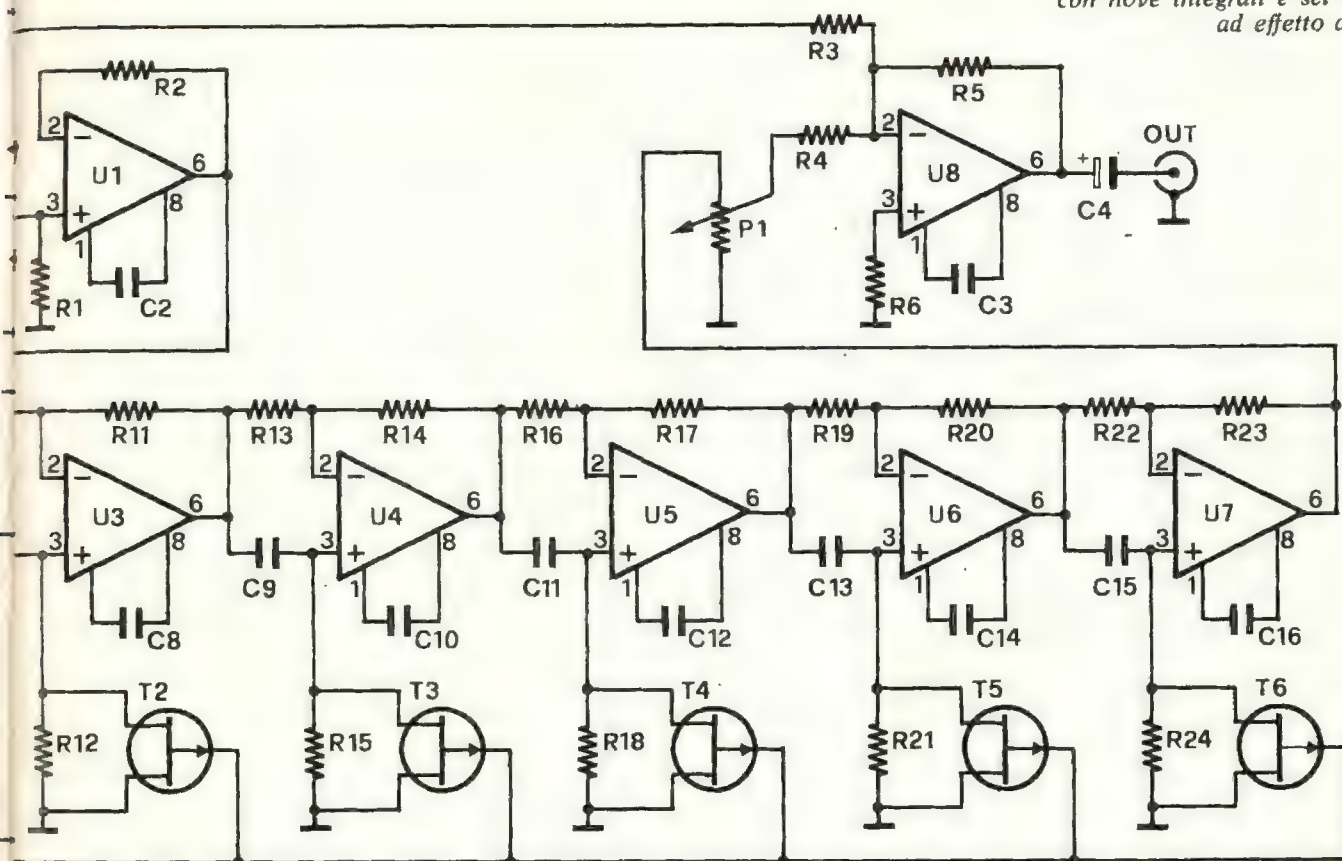 con nove integrati e sei
ad effetto
R3
R2
R5
2
−
U1
6
8
3
+
1
R1
C2
R4
2
−
U8
6
8
3
+
1
P1
R6
C3
+
C4
OUT
R11
R13
R14
R16
R17
R19
R20
R22
R23
2
−
U3
6
8
3
+
1
C8
C9
2
−
U4
6
8
3
+
1
C10
C11
2
−
U5
6
8
3
+
1
C12
C13
2
−
U6
6
8
3
+
1
C14
C15
2
−
U7
6
8
3
+
1
C16
R12
T2
R15
T3
R18
T4
R21
T5
R24
T6